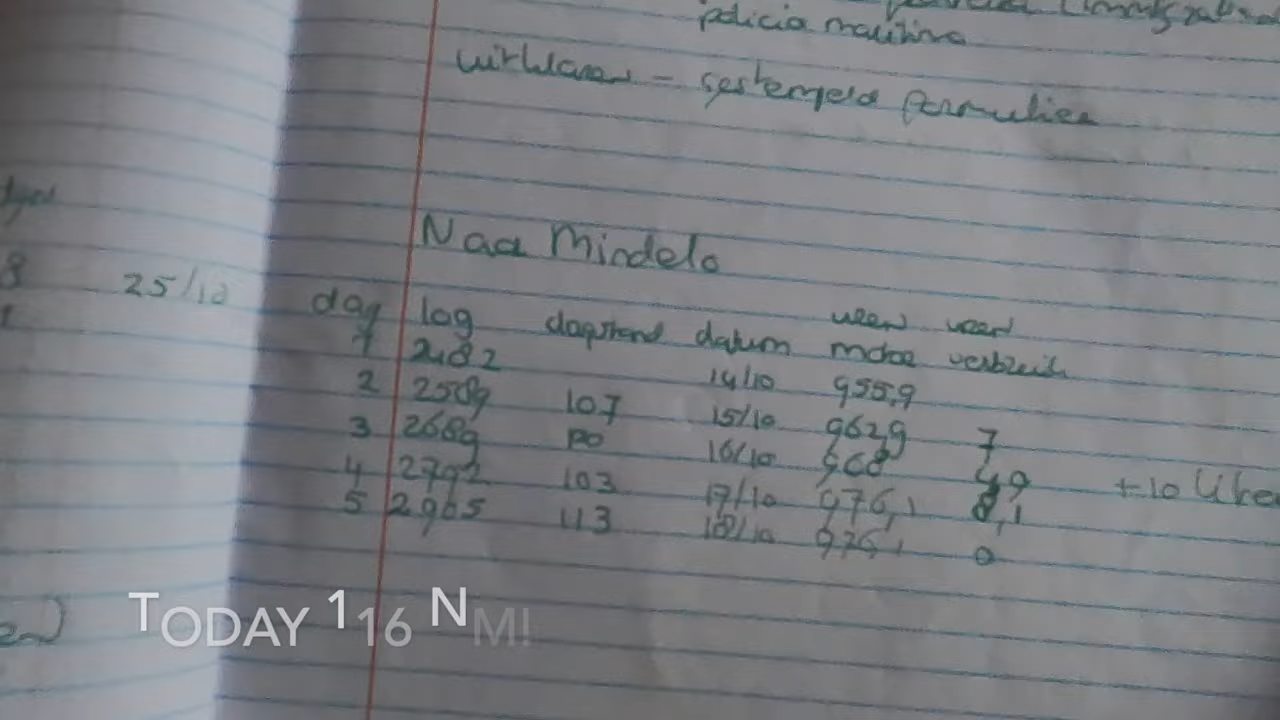 policia maritima
uitklaren - gestempeld formulier
Naar Mindelo
25/10
dag log dagstand datum uren motor uren verbruik
1 2482 14/10 955,9
2 2589 107 15/10 962,9 7
3 2689 100 16/10 968 4,9 +10 liter
4 2792 103 17/10 976,1 8,1
5 2905 113 18/10 976,1 0
TODAY 116 NM!